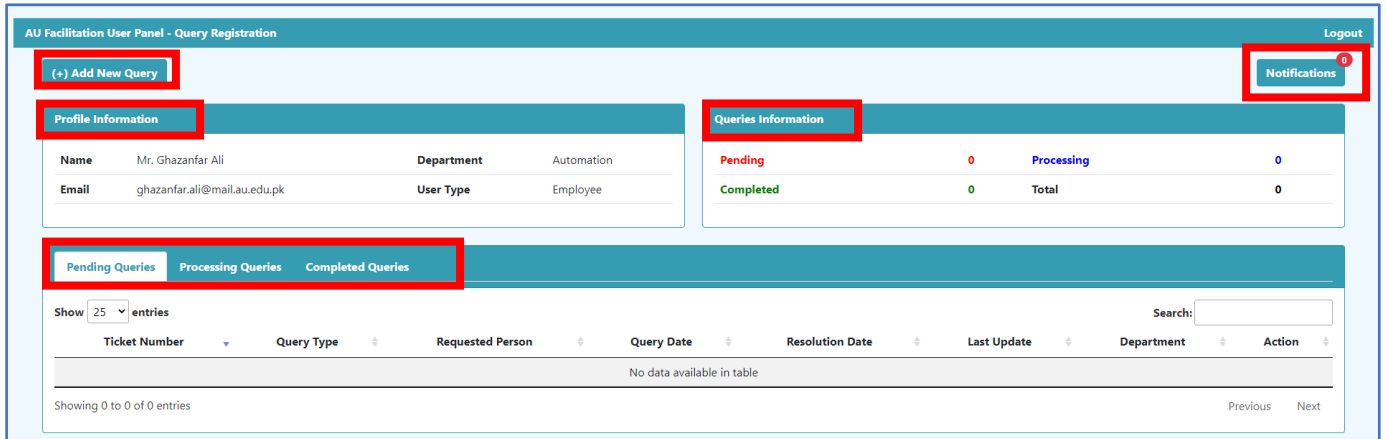 AU Facilitation User Panel - Query Registration Logout
(+) Add New Query Notifications 0
Profile Information Queries Information
Name Mr. Ghazanfar Ali Department Automation Pending 0 Processing 0
Email ghazanfar.ali@mail.au.edu.pk User Type Employee Completed 0 Total 0
Pending Queries Processing Queries Completed Queries
Show 25 entries Search:
Ticket Number Query Type Requested Person Query Date Resolution Date Last Update Department Action
No data available in table
Showing 0 to 0 of 0 entries Previous Next